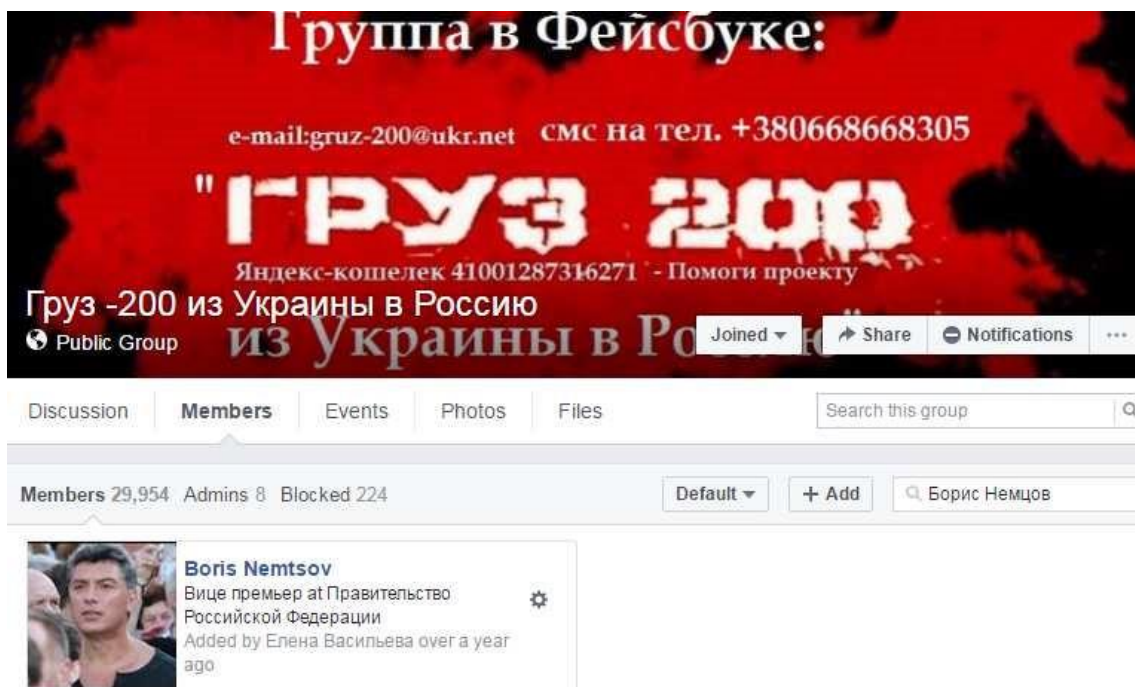 Группа в Фейсбуке:
e-mail:gruz-200@ukr.net смс на тел. +380668668305
"ГРУЗ 200
Яндекс-кошелек 41001287316271 - Помоги проекту
Груз -200 из Украины в Россию
из Украины в Россию"
Public Group
Joined Share Notifications ...
Discussion Members Events Photos Files
Search this group
Members 29,954 Admins 8 Blocked 224
Default + Add Борис Немцов
Boris Nemtsov
Вице премьер at Правительство
Российской Федерации
Added by Елена Васильева over a year
ago